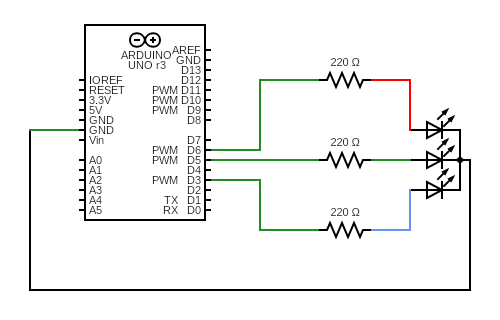 ARDUINO
UNO r3
IOREF
RESET
3.3V
5V
GND
GND
Vin
A0
A1
A2
A3
A4
A5
AREF
GND
D13
D12
PWM D11
PWM D10
PWM D9
D8
D7
PWM D6
PWM D5
D4
PWM D3
D2
TX D1
RX D0
220 Ω
220 Ω
220 Ω